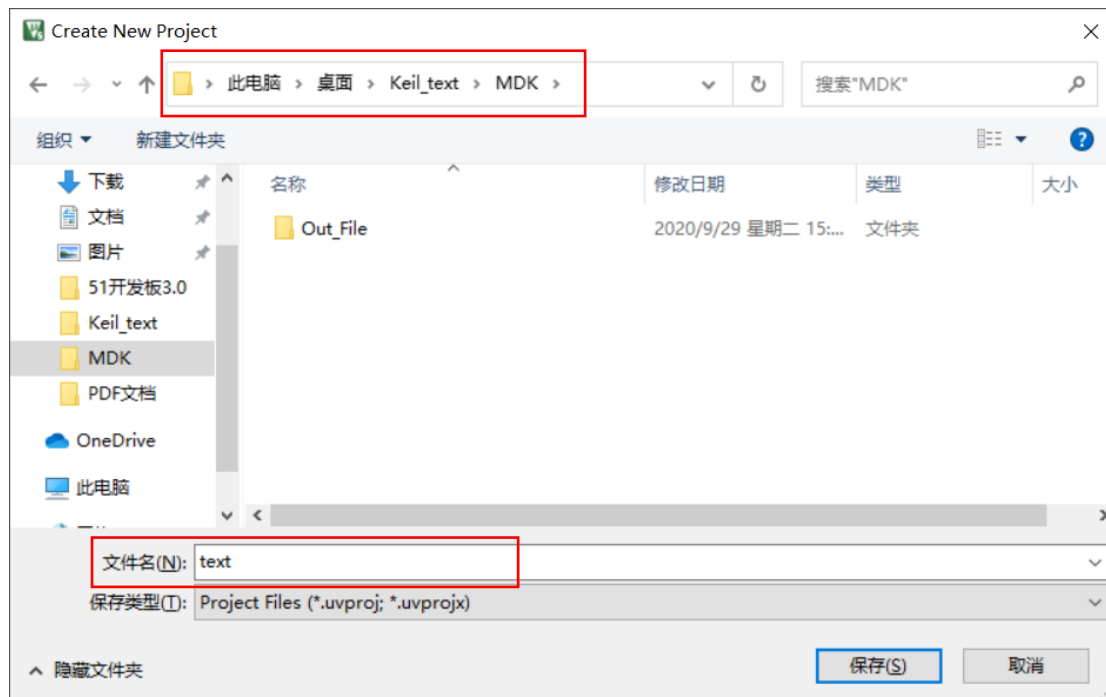 Create New Project
此电脑 > 桌面 > Keil_text > MDK >
搜索"MDK"
组织
新建文件夹
名称
修改日期
类型
大小
下载
文档
图片
51开发板3.0
Keil_text
MDK
PDF文档
OneDrive
此电脑
Out_File
2020/9/29 星期二 15:...
文件夹
文件名(N):
text
保存类型(T):
Project Files (*.uvproj; *.uvprojx)
隐藏文件夹
保存(S)
取消